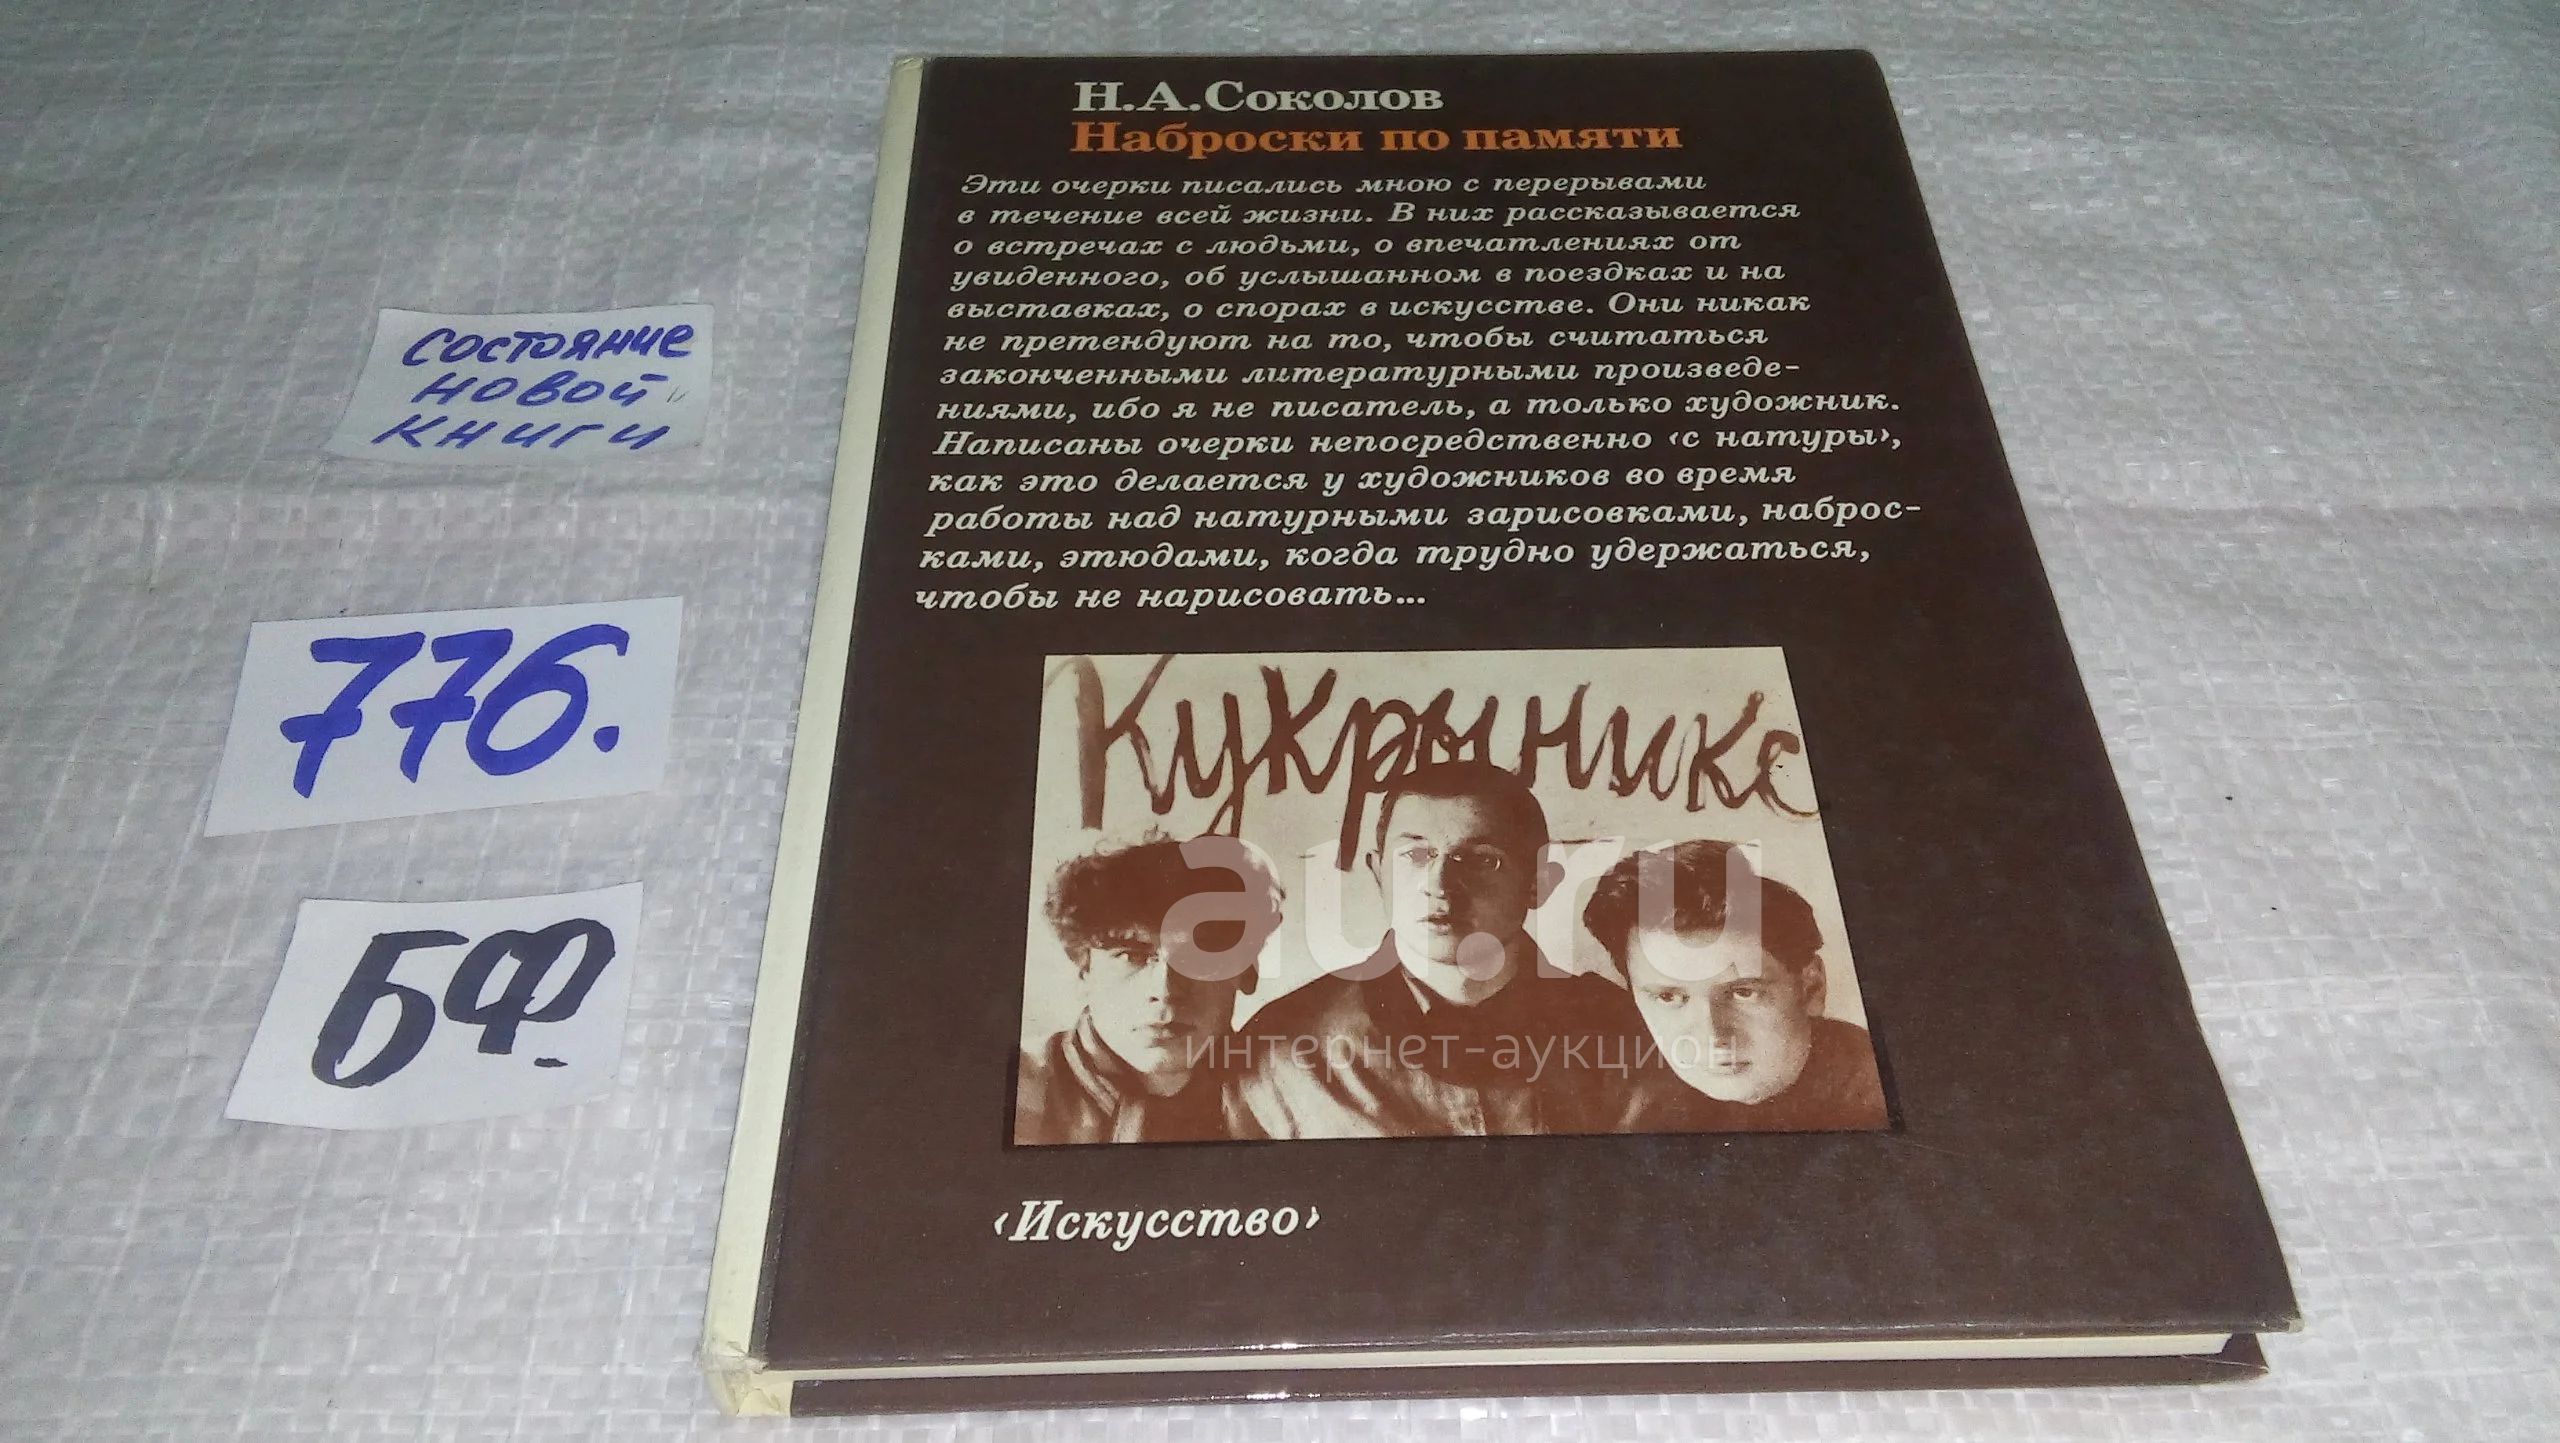 Н.А.Соколов
Наброски по памяти
Эти очерки писались мною с перерывами
в течение всей жизни. В них рассказывается
о встречах с людьми, о впечатлениях от
увиденного, об услышанном в поездках и на
выставках, о спорах в искусстве. Они никак
не претендуют на то, чтобы считаться
законченными литературными произведе-
ниями, ибо я не писатель, а только художник.
Написаны очерки непосредственно ‹с натуры›,
как это делается у художников во время
работы над натурными зарисовками, наброс-
ками, этюдами, когда трудно удержаться,
чтобы не нарисовать...
Кукрыникс
au.ru
интернет-аукцион
‹Искусство›
состояние
новой
книги
776.
БФ.